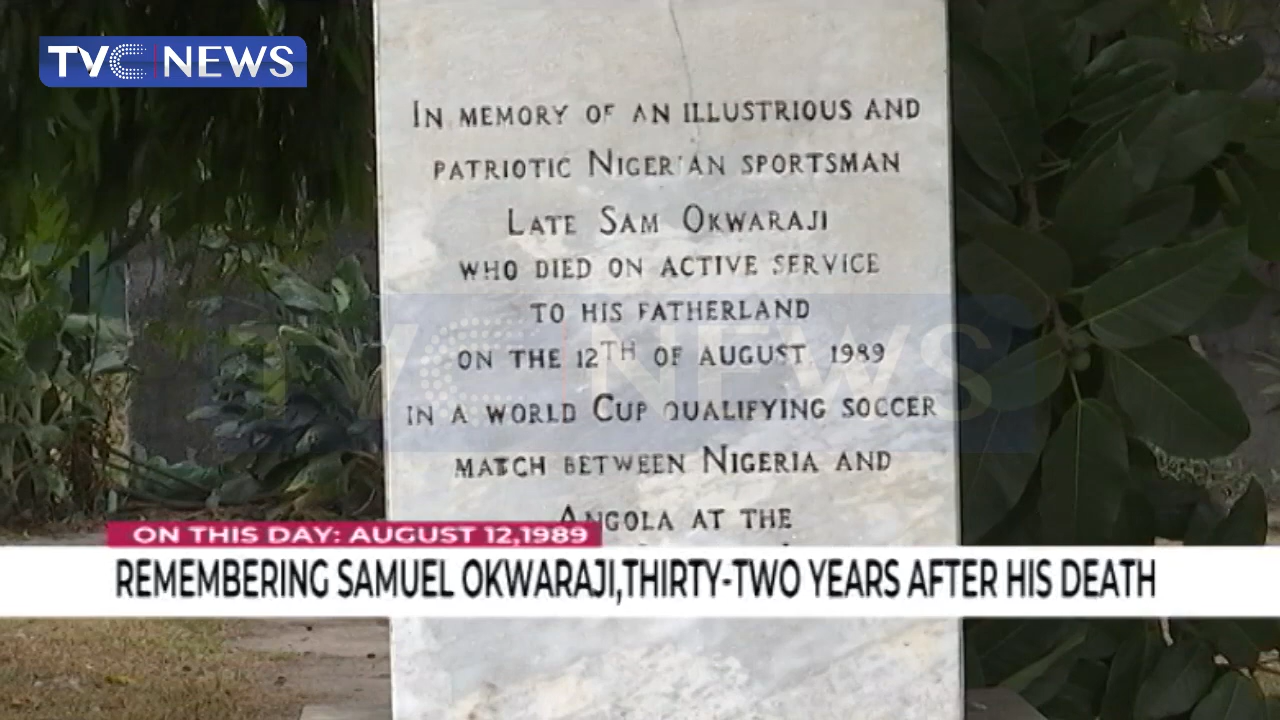 TVC NEWS
IN MEMORY OF AN ILLUSTRIOUS AND
PATRIOTIC NIGERIAN SPORTSMAN
LATE SAM OKWARAJI
WHO DIED ON ACTIVE SERVICE
TO HIS FATHERLAND
ON THE 12TH OF AUGUST 1989
IN A WORLD CUP QUALIFYING SOCCER
MATCH BETWEEN NIGERIA AND
ANGOLA AT THE
TVC NEWS
ON THIS DAY: AUGUST 12,1989
REMEMBERING SAMUEL OKWARAJI,THIRTY-TWO YEARS AFTER HIS DEATH